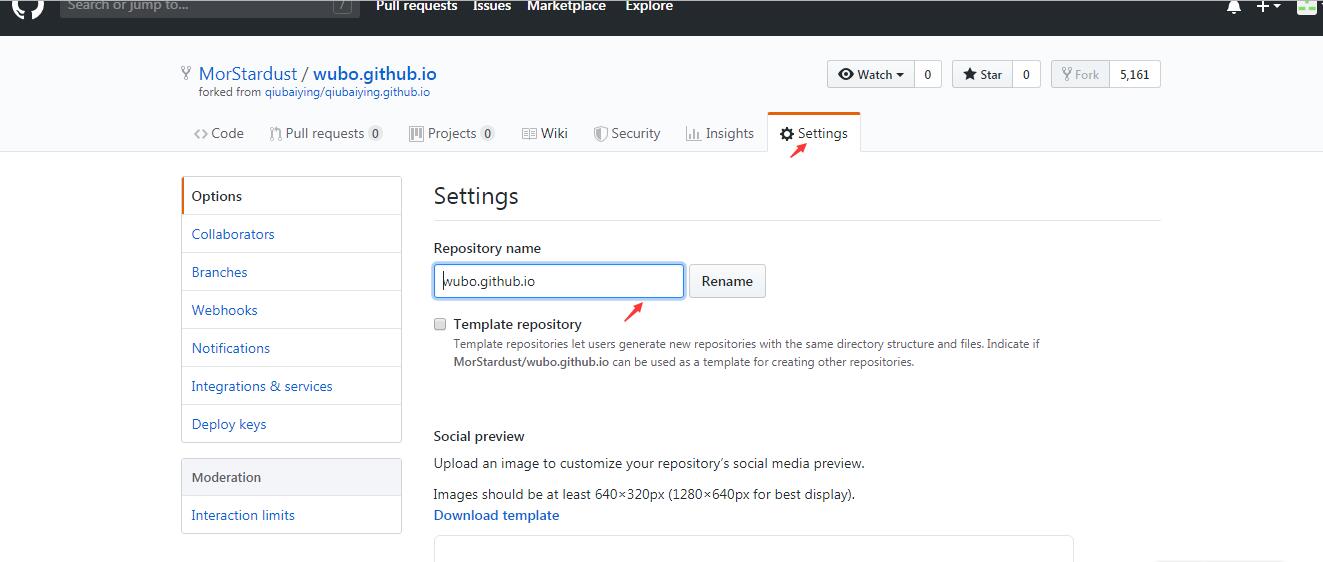 Search or jump to... /
Pull requests Issues Marketplace Explore
MorStardust / wubo.github.io
forked from qiubaiying/qiubaiying.github.io
Watch 0 Star 0 Fork 5,161
Code Pull requests 0 Projects 0 Wiki Security Insights Settings
Options
Collaborators
Branches
Webhooks
Notifications
Integrations & services
Deploy keys
Moderation
Interaction limits
Settings
Repository name
wubo.github.io Rename
Template repository
Template repositories let users generate new repositories with the same directory structure and files. Indicate if
MorStardust/wubo.github.io can be used as a template for creating other repositories.
Social preview
Upload an image to customize your repository’s social media preview.
Images should be at least 640×320px (1280×640px for best display).
Download template